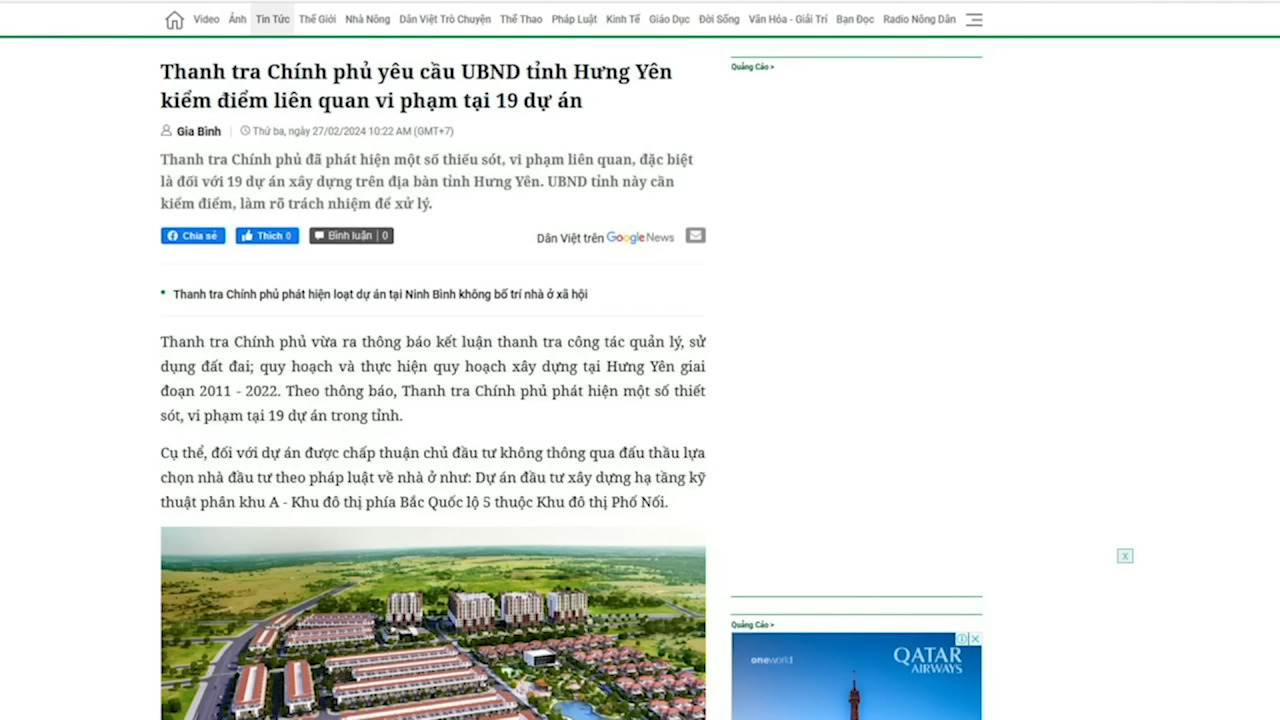 Video Ảnh Tin Tức Thế Giới Nhà Nông Dân Việt Trò Chuyện Thể Thao Pháp Luật Kinh Tế Giáo Dục Đời Sống Văn Hóa - Giải Trí Bạn Đọc Radio Nông Dân
Thanh tra Chính phủ yêu cầu UBND tỉnh Hưng Yên
kiểm điểm liên quan vi phạm tại 19 dự án
Gia Bình Thứ ba, ngày 27/02/2024 10:22 AM (GMT+7)
Thanh tra Chính phủ đã phát hiện một số thiếu sót, vi phạm liên quan, đặc biệt
là đối với 19 dự án xây dựng trên địa bàn tỉnh Hưng Yên. UBND tỉnh này cần
kiểm điểm, làm rõ trách nhiệm để xử lý.
Chia sẻ Thích 0 Bình luận 0
Dân Việt trên Google News
Thanh tra Chính phủ phát hiện loạt dự án tại Ninh Bình không bố trí nhà ở xã hội
Thanh tra Chính phủ vừa ra thông báo kết luận thanh tra công tác quản lý, sử
dụng đất đai; quy hoạch và thực hiện quy hoạch xây dựng tại Hưng Yên giai
đoạn 2011 - 2022. Theo thông báo, Thanh tra Chính phủ phát hiện một số thiết
sót, vi phạm tại 19 dự án trong tỉnh.
Cụ thể, đối với dự án được chấp thuận chủ đầu tư không thông qua đấu thầu lựa
chọn nhà đầu tư theo pháp luật về nhà ở như: Dự án đầu tư xây dựng hạ tầng kỹ
thuật phân khu A - Khu đô thị phía Bắc Quốc lộ 5 thuộc Khu đô thị Phố Nối.
Quảng Cáo >
X
Quảng Cáo >
oneworld
QATAR
AIRWAYS